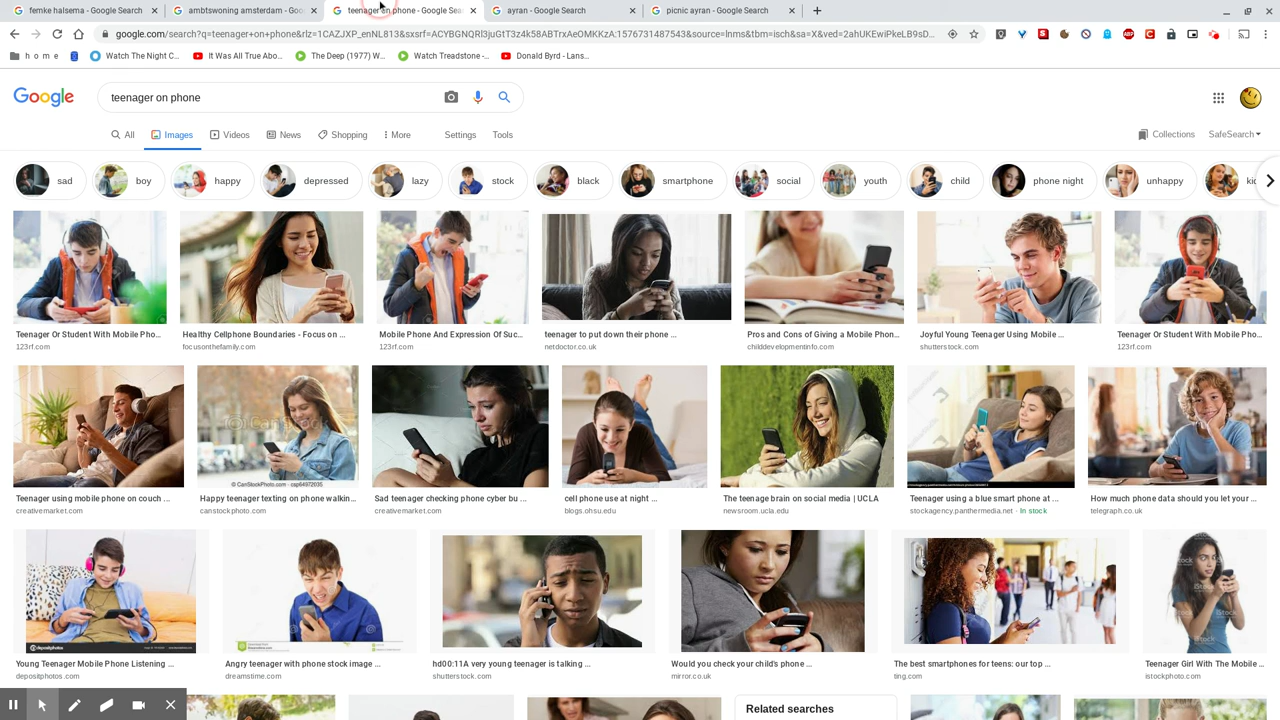 femke halsema - Google Search
ambtswoning amsterdam - Goo
teenager on phone - Google Sea
ayran - Google Search
picnic ayran - Google Search
google.com/search?q=teenager+on+phone&rlz=1CAZJXP_enNL813&sxsrf=ACYBGNQRl3juGtT3z4k58ABTrxAeOMKKzA:1576731487543&source=lnms&tbm=isch&sa=X&ved=2ahUKEwiPkeLB9sD...
h o m e
Watch The Night C...
It Was All True Abo...
The Deep (1977) W...
Watch Treadstone -...
Donald Byrd - Lans...
Google
teenager on phone
All
Images
Videos
News
Shopping
More
Settings
Tools
Collections
SafeSearch
sad
boy
happy
depressed
lazy
stock
black
smartphone
social
youth
child
phone night
unhappy
Teenager Or Student With Mobile Pho...
123rf.com
Healthy Cellphone Boundaries - Focus on ...
focusonthefamily.com
Mobile Phone And Expression Of Suc...
123rf.com
teenager to put down their phone ...
netdoctor.co.uk
Pros and Cons of Giving a Mobile Phon...
childdevelopmentinfo.com
Joyful Young Teenager Using Mobile ...
shutterstock.com
Teenager Or Student With Mobile Pho...
123rf.com
Teenager using mobile phone on couch ...
creativemarket.com
© CanStockPhoto.com - csp64972035
Happy teenager texting on phone walkin...
canstockphoto.com
Sad teenager checking phone cyber bu ...
creativemarket.com
cell phone use at night ...
blogs.ohsu.edu
The teenage brain on social media | UCLA
newsroom.ucla.edu
Teenager using a blue smart phone at ...
stockagency.panthermedia.net · In stock
How much phone data should you let your ...
telegraph.co.uk
Young Teenager Mobile Phone Listening ...
depositphotos.com
Angry teenager with phone stock image ...
dreamstime.com
hd00:11A very young teenager is talking ...
shutterstock.com
Would you check your child's phone ...
mirror.co.uk
The best smartphones for teens: our top ...
ting.com
iStock
Teenager Girl With The Mobile ...
istockphoto.com
Related searches